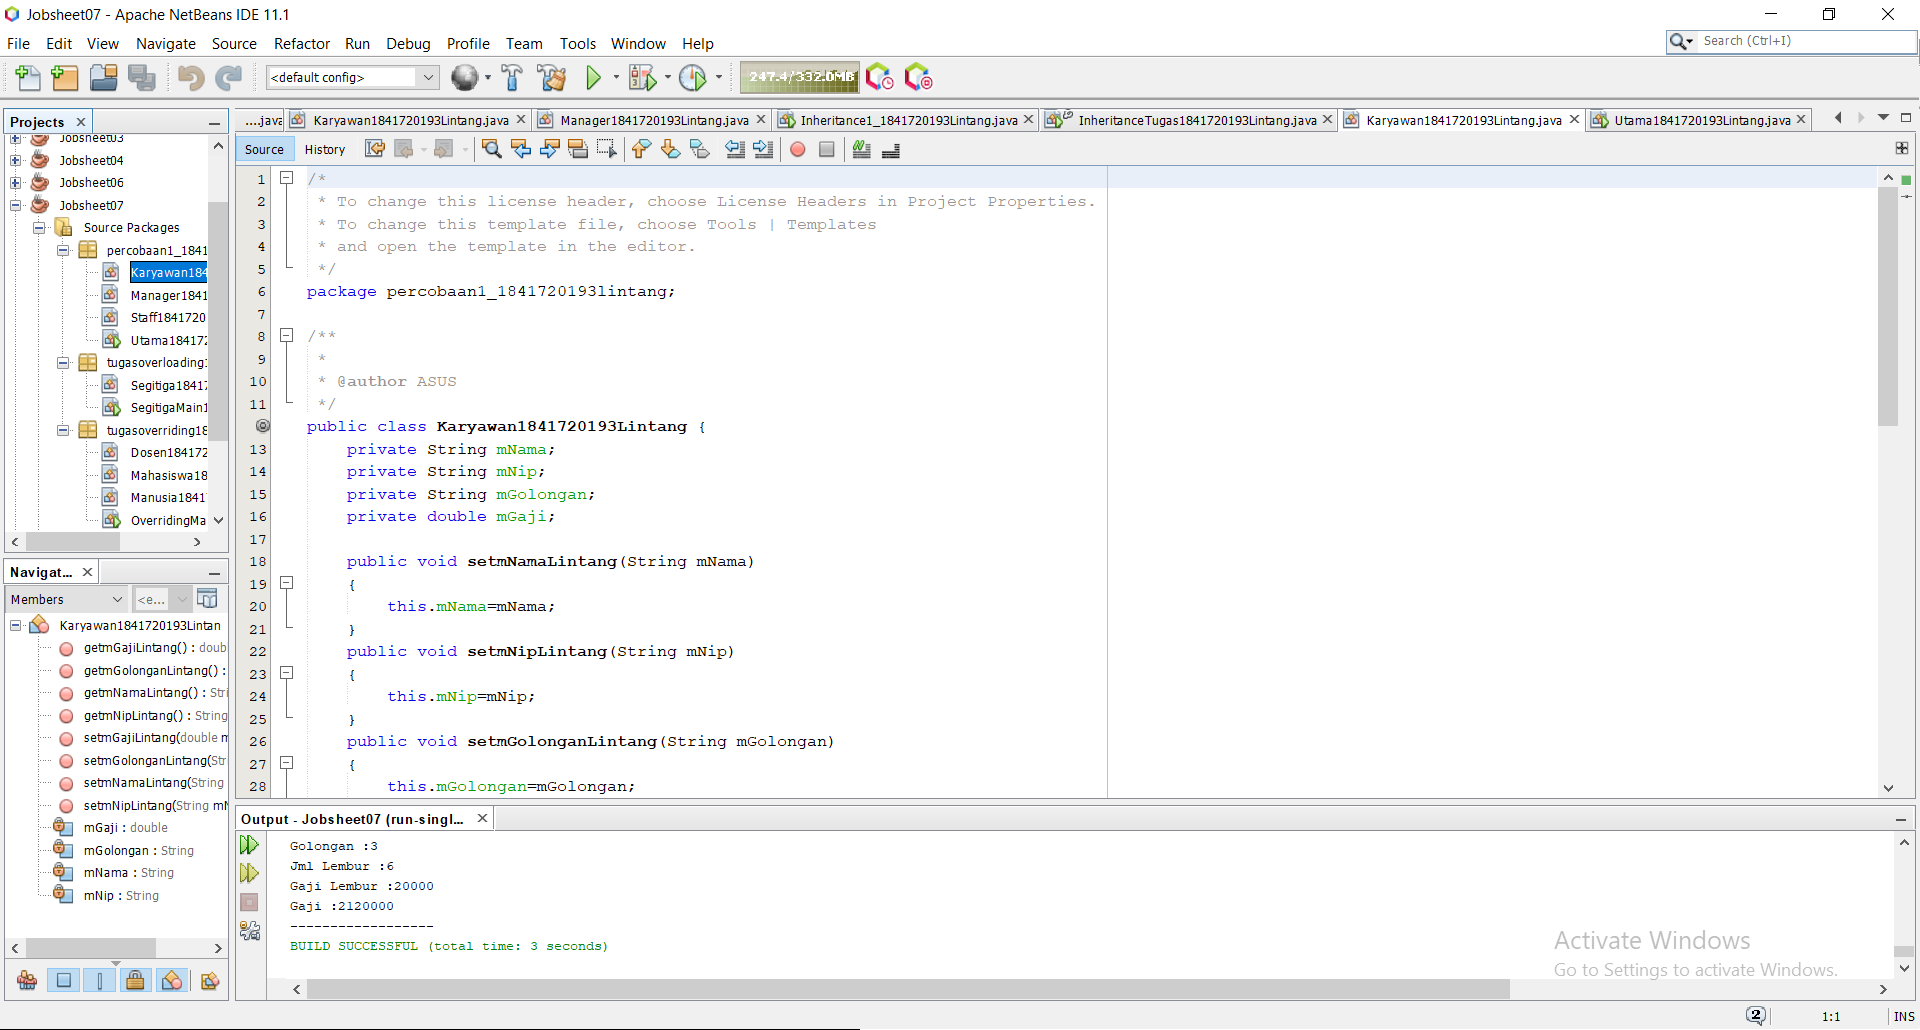 Jobsheet07 - Apache NetBeans IDE 11.1
File Edit View Navigate Source Refactor Run Debug Profile Team Tools Window Help
Search (Ctrl+I)
<default config>
247.4/332.0MB
Projects
....java
Karyawan1841720193Lintang.java
Manager1841720193Lintang.java
Inheritance1_1841720193Lintang.java
InheritanceTugas1841720193Lintang.java
Karyawan1841720193Lintang.java
Utama1841720193Lintang.java
Jobsheet03
Jobsheet04
Jobsheet06
Jobsheet07
Source Packages
percobaan1_1841
Karyawan184
Manager1841
Staff1841720
Utama184172
tugasoverloading1
Segitiga18417
SegitigaMain1
tugasoverriding18
Dosen184172
Mahasiswa18
Manusia1841
OverridingMa
Source History
1 /*
2 * To change this license header, choose License Headers in Project Properties.
3 * To change this template file, choose Tools | Templates
4 * and open the template in the editor.
5 */
6 package percobaan1_1841720193lintang;
7
8 /**
9 *
10 * @author ASUS
11 */
public class Karyawan1841720193Lintang {
13 private String mNama;
14 private String mNip;
15 private String mGolongan;
16 private double mGaji;
17
18 public void setmNamaLintang(String mNama)
19 {
20 this.mNama=mNama;
21 }
22 public void setmNipLintang(String mNip)
23 {
24 this.mNip=mNip;
25 }
26 public void setmGolonganLintang(String mGolongan)
27 {
28 this.mGolongan=mGolongan;
Navigat...
Members
<e...
Karyawan1841720193Lintan
getmGajiLintang() : doub
getmGolonganLintang() :
getmNamaLintang() : Stri
getmNipLintang() : String
setmGajiLintang(double m
setmGolonganLintang(Str
setmNamaLintang(String
setmNipLintang(String mN
mGaji : double
mGolongan : String
mNama : String
mNip : String
Output - Jobsheet07 (run-singl...
Golongan :3
Jml Lembur :6
Gaji Lembur :20000
Gaji :2120000
------------------
BUILD SUCCESSFUL (total time: 3 seconds)
Activate Windows
Go to Settings to activate Windows.
2
1:1
INS